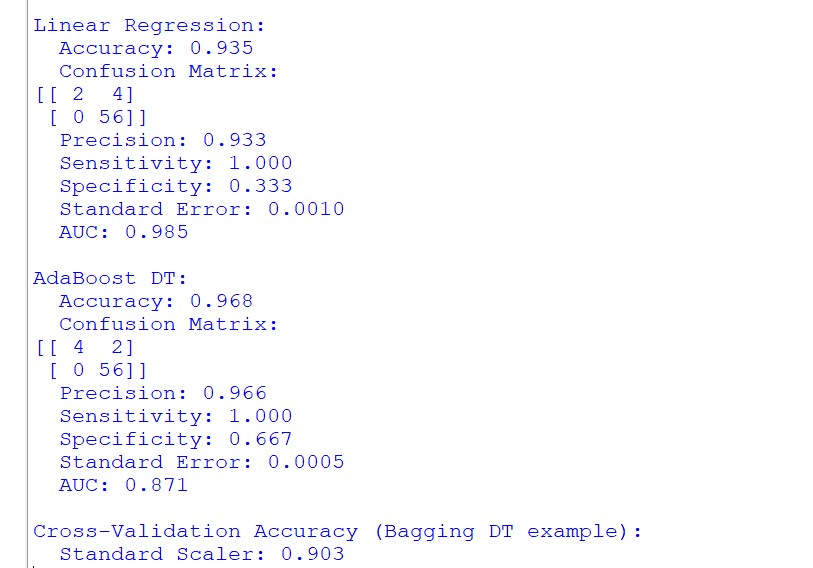 Linear Regression:
Accuracy: 0.935
Confusion Matrix:
[[ 2  4]
[ 0 56]]
Precision: 0.933
Sensitivity: 1.000
Specificity: 0.333
Standard Error: 0.0010
AUC: 0.985
AdaBoost DT:
Accuracy: 0.968
Confusion Matrix:
[[ 4  2]
[ 0 56]]
Precision: 0.966
Sensitivity: 1.000
Specificity: 0.667
Standard Error: 0.0005
AUC: 0.871
Cross-Validation Accuracy (Bagging DT example):
Standard Scaler: 0.903